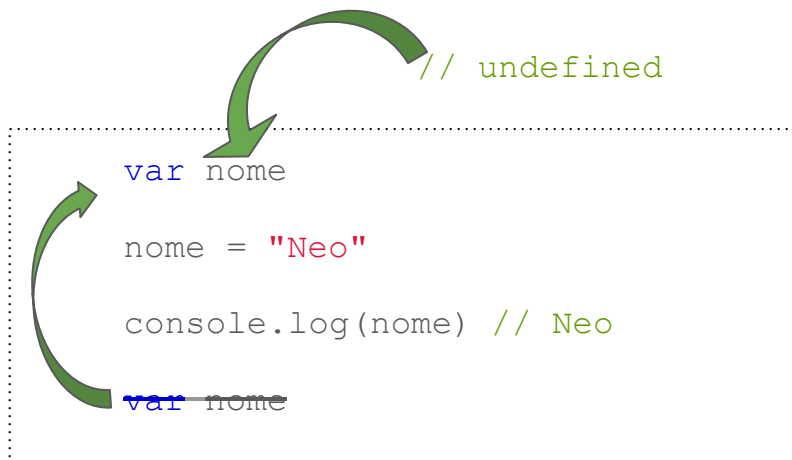 // undefined
var nome
nome = "Neo"
console.log(nome) // Neo
var nome